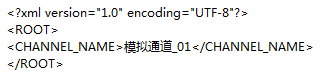 <?xml version="1.0" encoding="UTF-8"?>
<ROOT>
<CHANNEL_NAME>模拟通道_01</CHANNEL_NAME>
</ROOT>